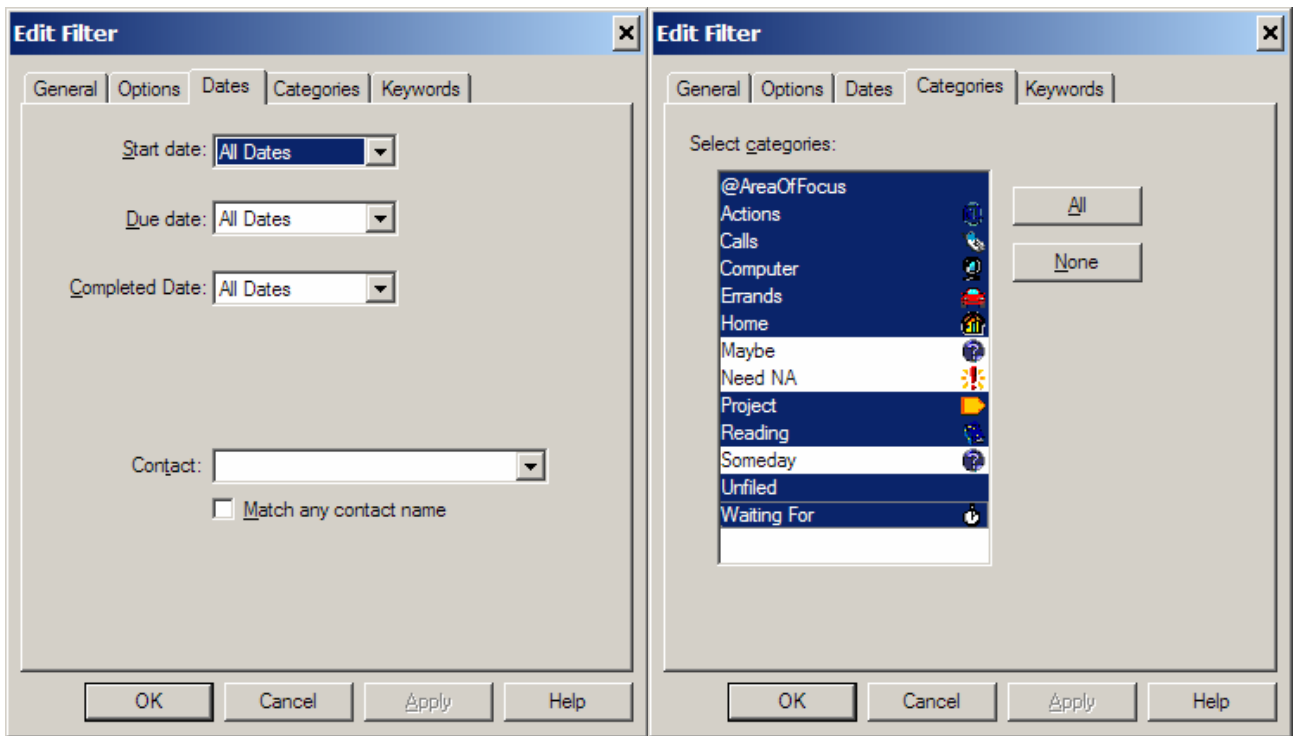 Edit Filter
General Options Dates Categories Keywords
Start date: All Dates
Due date: All Dates
Completed Date: All Dates
Contact:
Match any contact name
OK Cancel Apply Help
Edit Filter
General Options Dates Categories Keywords
Select categories:
@AreaOfFocus
Actions
Calls
Computer
Errands
Home
Maybe
Need NA
Project
Reading
Someday
Unfiled
Waiting For
All
None
OK Cancel Apply Help